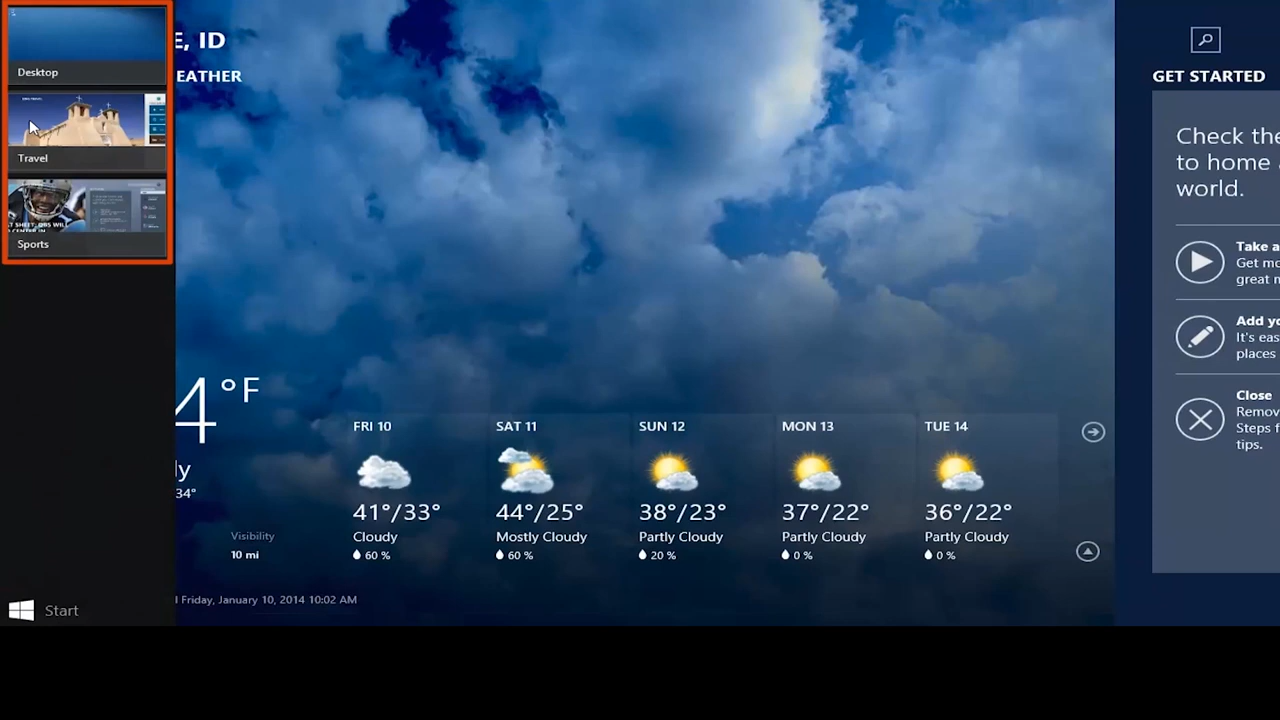 Desktop
Travel
Sports
Start
E, ID
EATHER
4°F
ly
34°
Visibility
10 mi
FRI 10
41°/33°
Cloudy
60 %
SAT 11
44°/25°
Mostly Cloudy
60 %
SUN 12
38°/23°
Partly Cloudy
20 %
MON 13
37°/22°
Partly Cloudy
0 %
TUE 14
36°/22°
Partly Cloudy
0 %
Friday, January 10, 2014 10:02 AM
GET STARTED
Check the
to home
world.
Take a
Get mo
great m
Add yo
It's eas
places
Close
Remov
Steps f
tips.